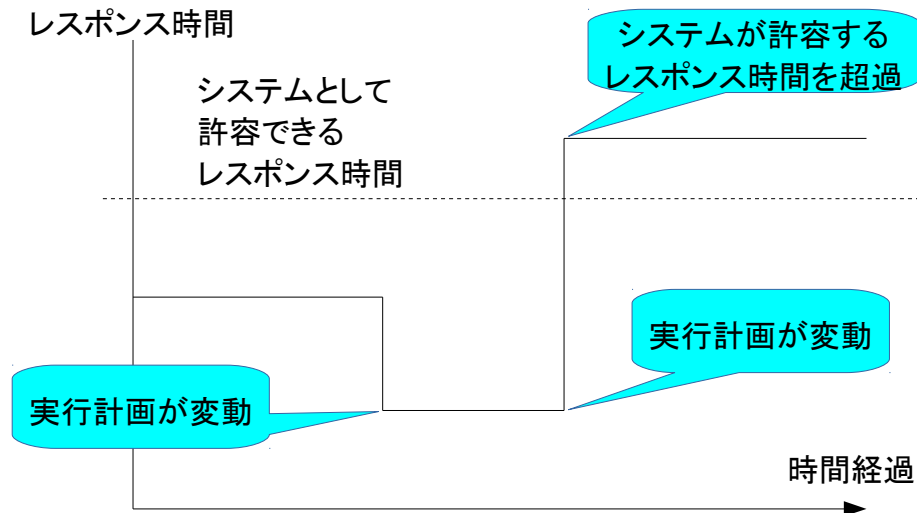 レスポンス時間
システムが許容する
レスポンス時間を超過
システムとして
許容できる
レスポンス時間
実行計画が変動
実行計画が変動
時間経過